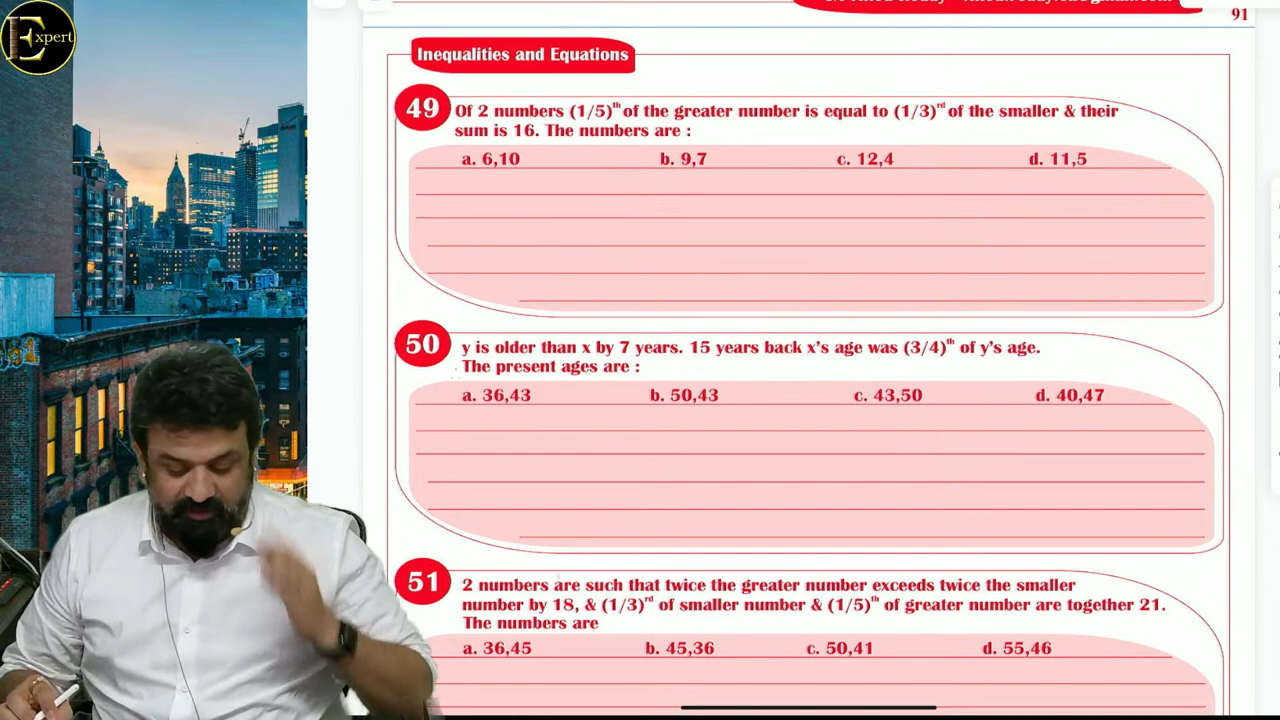 Expert
91
Inequalities and Equations
49 Of 2 numbers (1/5)th of the greater number is equal to (1/3)rd of the smaller & their
sum is 16. The numbers are :
a. 6,10 b. 9,7 c. 12,4 d. 11,5
50 y is older than x by 7 years. 15 years back x's age was (3/4)th of y's age.
The present ages are :
a. 36,43 b. 50,43 c. 43,50 d. 40,47
51 2 numbers are such that twice the greater number exceeds twice the smaller
number by 18, & (1/3)rd of smaller number & (1/5)th of greater number are together 21.
The numbers are
a. 36,45 b. 45,36 c. 50,41 d. 55,46